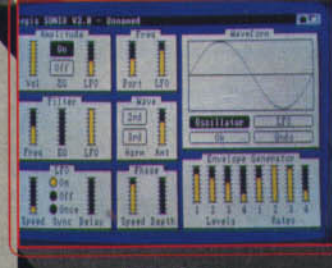 SONIX V2.0 - Unnamed
Amplitude
On
Off
Vol EG LFO
Freq
Port LFO
Waveform
Filter
Freq EG LFO
Wave
2nd
3rd
Harm Amt
Oscillator LFO
Ok Undo
LFO
On
Off
Once
Speed Sync Delay
Phase
Speed Depth
Envelope Generator
1 2 3 4 1 2 3 4
Levels Rates